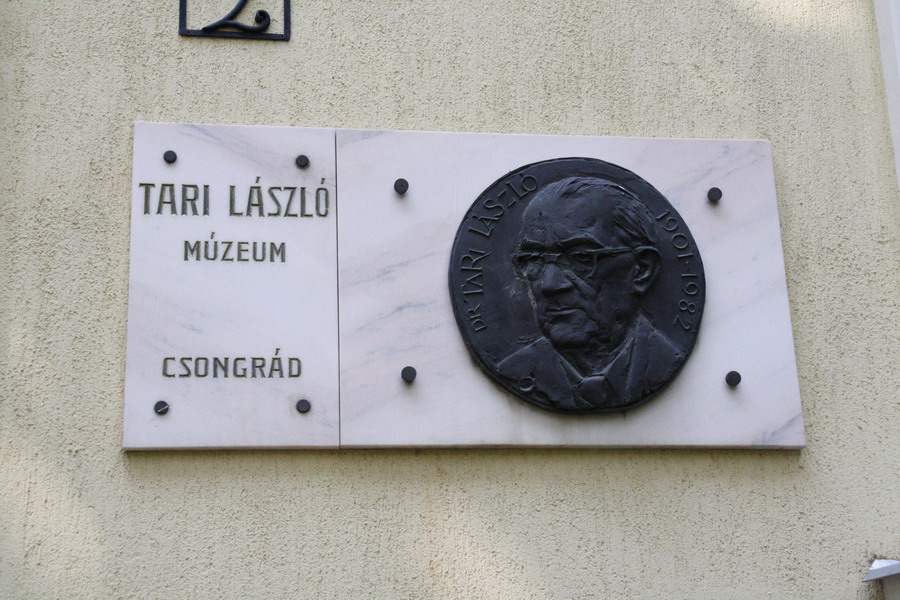 TARI LÁSZLÓ
MÚZEUM
CSONGRÁD
DR TARI LÁSZLÓ
1901-1982